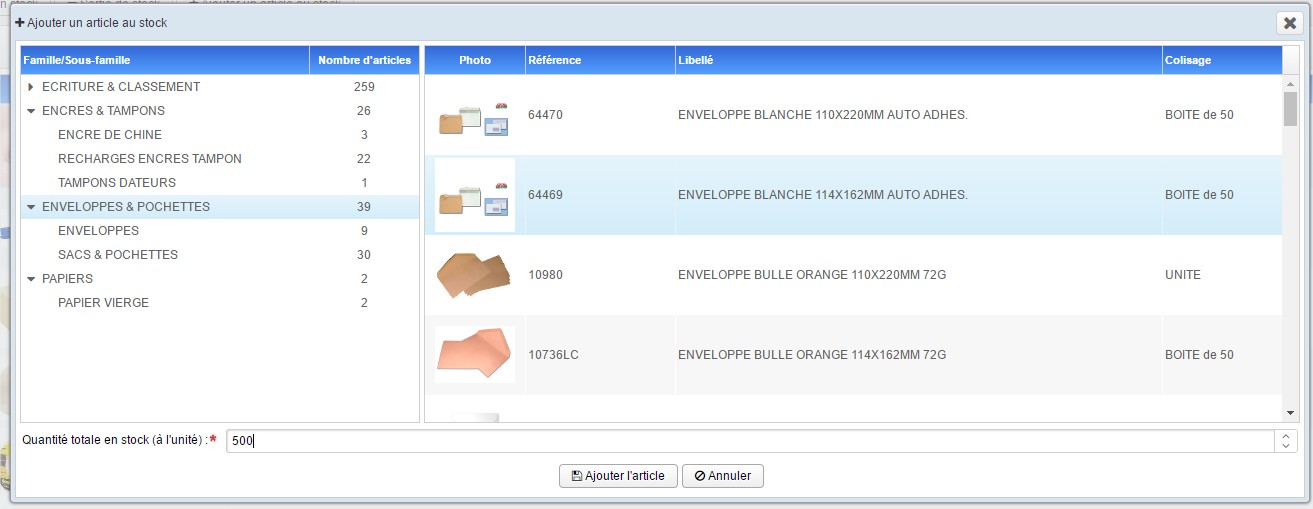 Ajouter un article au stock
Famille/Sous-famille Nombre d'articles
ECRITURE & CLASSEMENT 259
ENCRES & TAMPONS 26
ENCRE DE CHINE 3
RECHARGES ENCRES TAMPON 22
TAMPONS DATEURS 1
ENVELOPPES & POCHETTES 39
ENVELOPPES 9
SACS & POCHETTES 30
PAPIERS 2
PAPIER VIERGE 2
Photo Référence Libellé Colisage
64470 ENVELOPPE BLANCHE 110X220MM AUTO ADHES. BOITE de 50
64469 ENVELOPPE BLANCHE 114X162MM AUTO ADHES. BOITE de 50
10980 ENVELOPPE BULLE ORANGE 110X220MM 72G UNITE
10736LC ENVELOPPE BULLE ORANGE 114X162MM 72G BOITE de 50
Quantité totale en stock (à l'unité) :* 500
Ajouter l'article Annuler